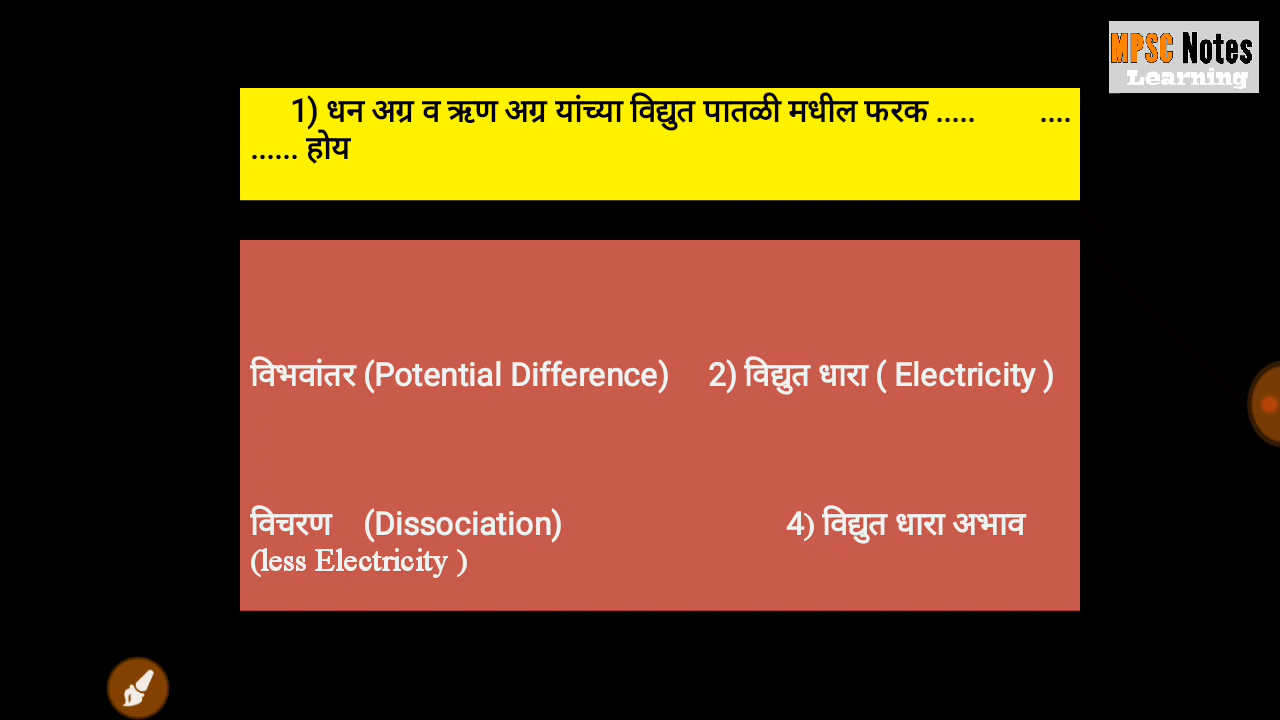 MPSC Notes
Learning
1) धन अग्र व ऋण अग्र यांच्या विद्युत पातळी मधील फरक ..... ....
...... होय
विभवांतर (Potential Difference) 2) विद्युत धारा ( Electricity )
विचरण (Dissociation) 4) विद्युत धारा अभाव
(less Electricity )